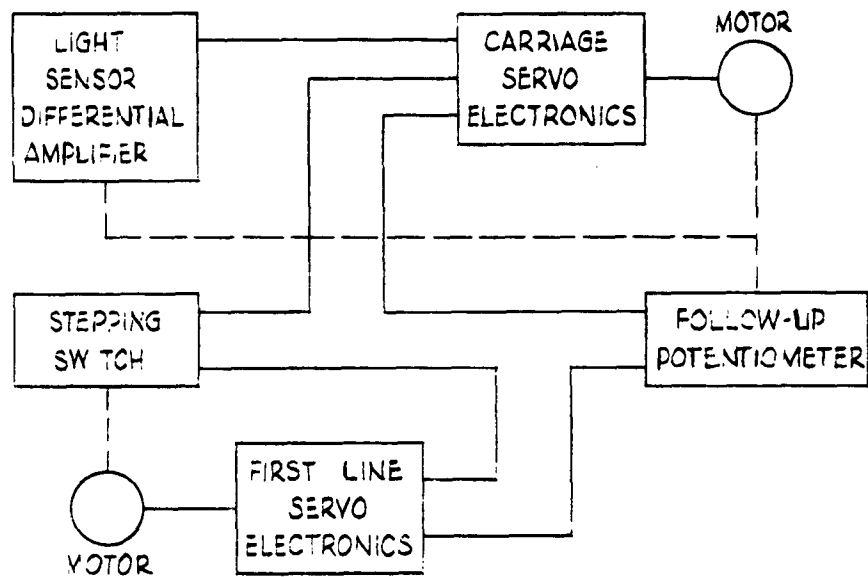 LIGHT
SENSOR
DIFFERENTIAL
AMPLIFIER
CARRIAGE
SERVO
ELECTRONICS
MOTOR
STEPPING
SWITCH
FOLLOW-UP
POTENTIOMETER
FIRST LINE
SERVO
ELECTRONICS
MOTOR